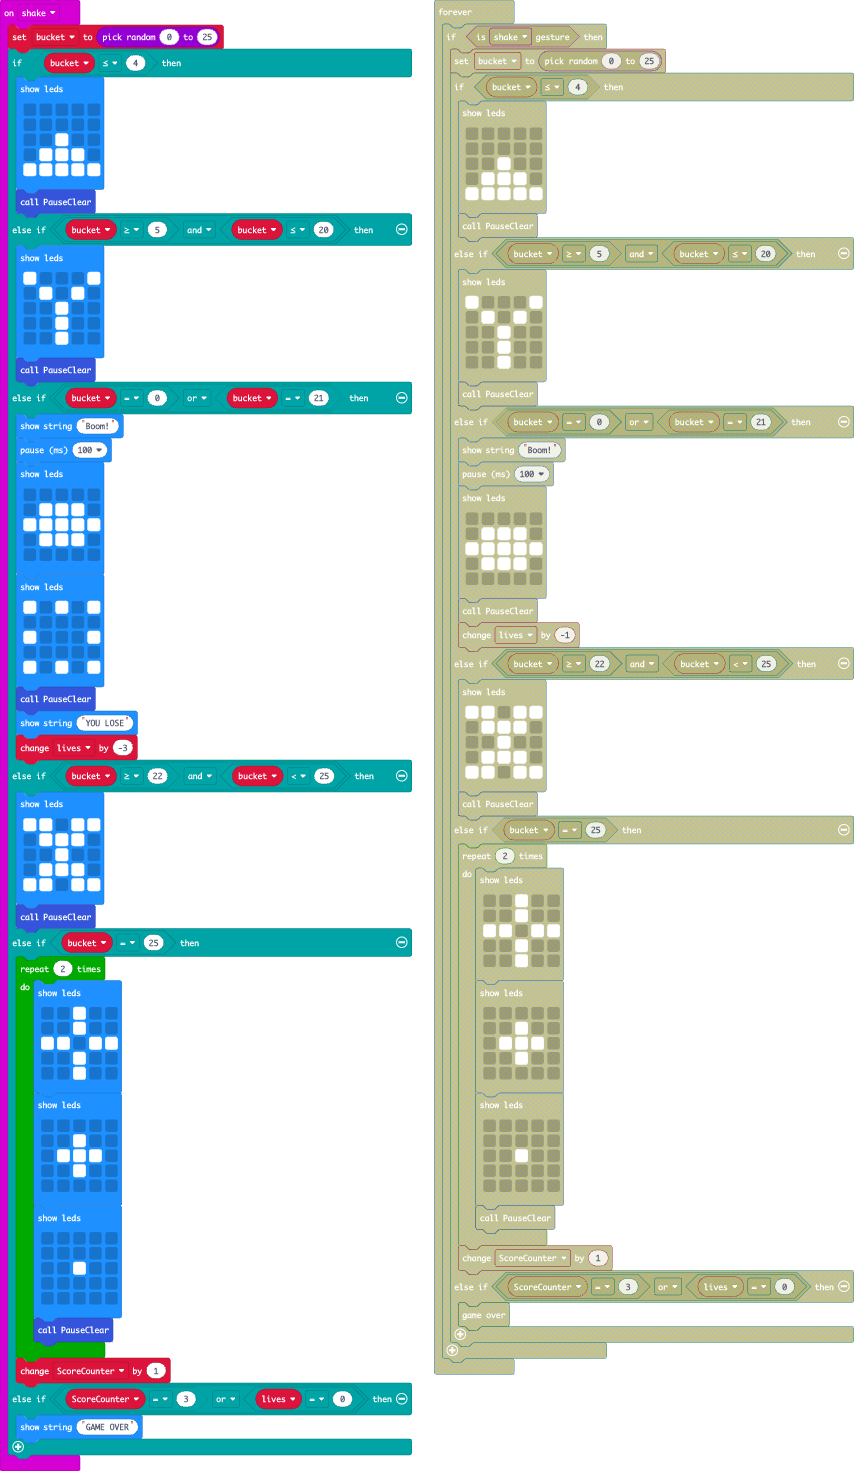 on shake
set bucket to pick random 0 to 25
if bucket ≤ 4 then
show leds
call PauseClear
else if bucket ≥ 5 and bucket ≤ 20 then
show leds
call PauseClear
else if bucket = 0 or bucket = 21 then
show string "Boom!"
pause (ms) 100
show leds
show leds
call PauseClear
show string "YOU LOSE"
change lives by -3
else if bucket ≥ 22 and bucket < 25 then
show leds
call PauseClear
else if bucket = 25 then
repeat 2 times
do show leds
show leds
show leds
call PauseClear
change ScoreCounter by 1
else if ScoreCounter = 3 or lives = 0 then
show string "GAME OVER"
forever
if is shake gesture then
set bucket to pick random 0 to 25
if bucket ≤ 4 then
show leds
call PauseClear
else if bucket ≥ 5 and bucket ≤ 20 then
show leds
call PauseClear
else if bucket = 0 or bucket = 21 then
show string "Boom!"
pause (ms) 100
show leds
call PauseClear
change lives by -1
else if bucket ≥ 22 and bucket < 25 then
show leds
call PauseClear
else if bucket = 25 then
repeat 2 times
do show leds
show leds
show leds
call PauseClear
change ScoreCounter by 1
else if ScoreCounter = 3 or lives = 0 then
game over